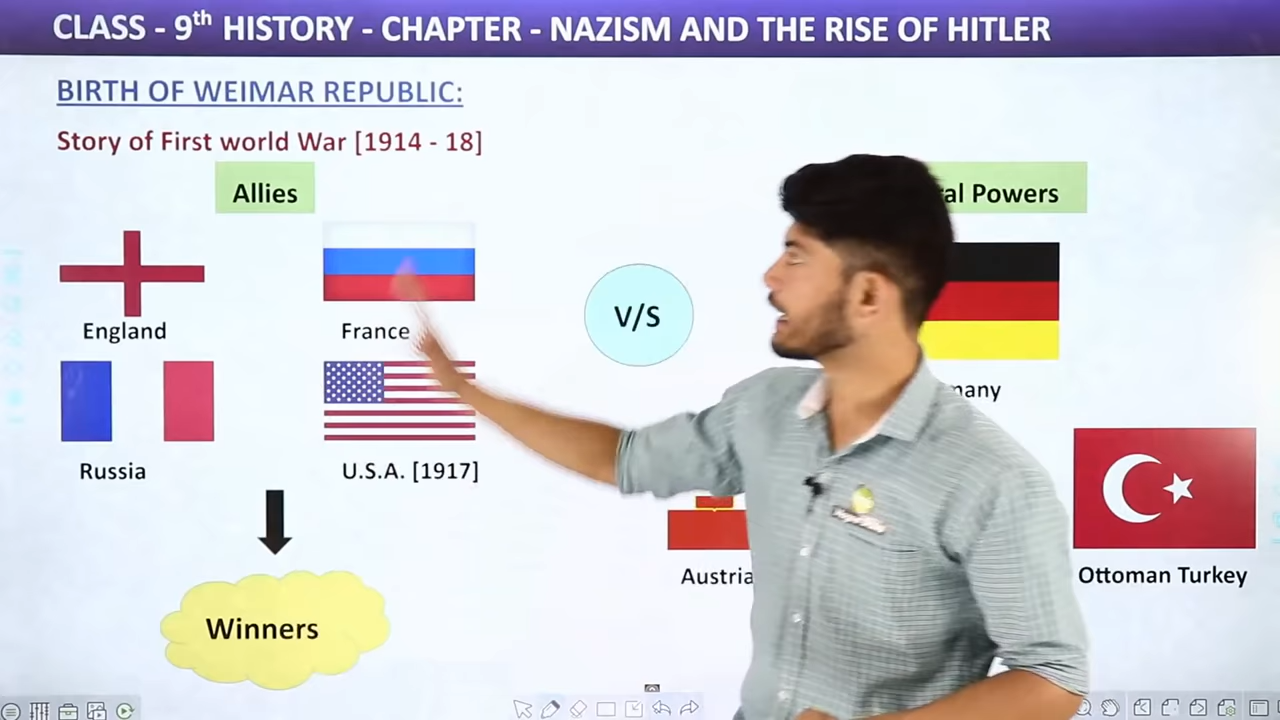 CLASS - 9th HISTORY - CHAPTER - NAZISM AND THE RISE OF HITLER
BIRTH OF WEIMAR REPUBLIC:
Story of First world War [1914 - 18]
Allies
Powers
England
France
V/S
Russia
U.S.A. [1917]
Austria
Ottoman Turkey
Winners